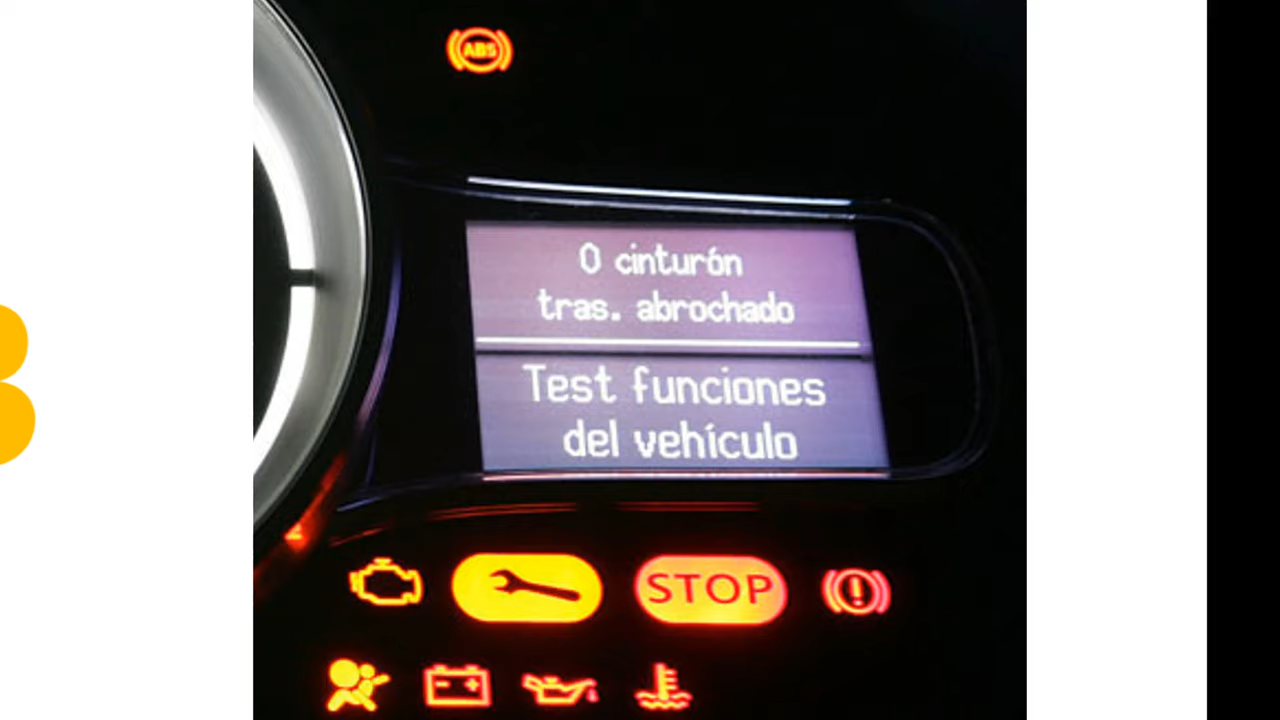 ABS
0 cinturón
tras. abrochado
Test funciones
del vehículo
STOP